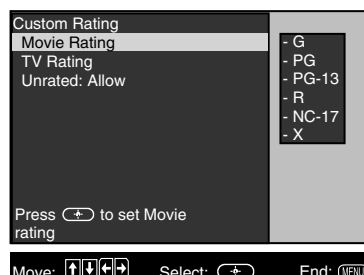 Custom Rating
Movie Rating
TV Rating
Unrated: Allow
- G
- PG
- PG-13
- R
- NC-17
- X
Press to set Movie
rating
Move: Select: End: MENU